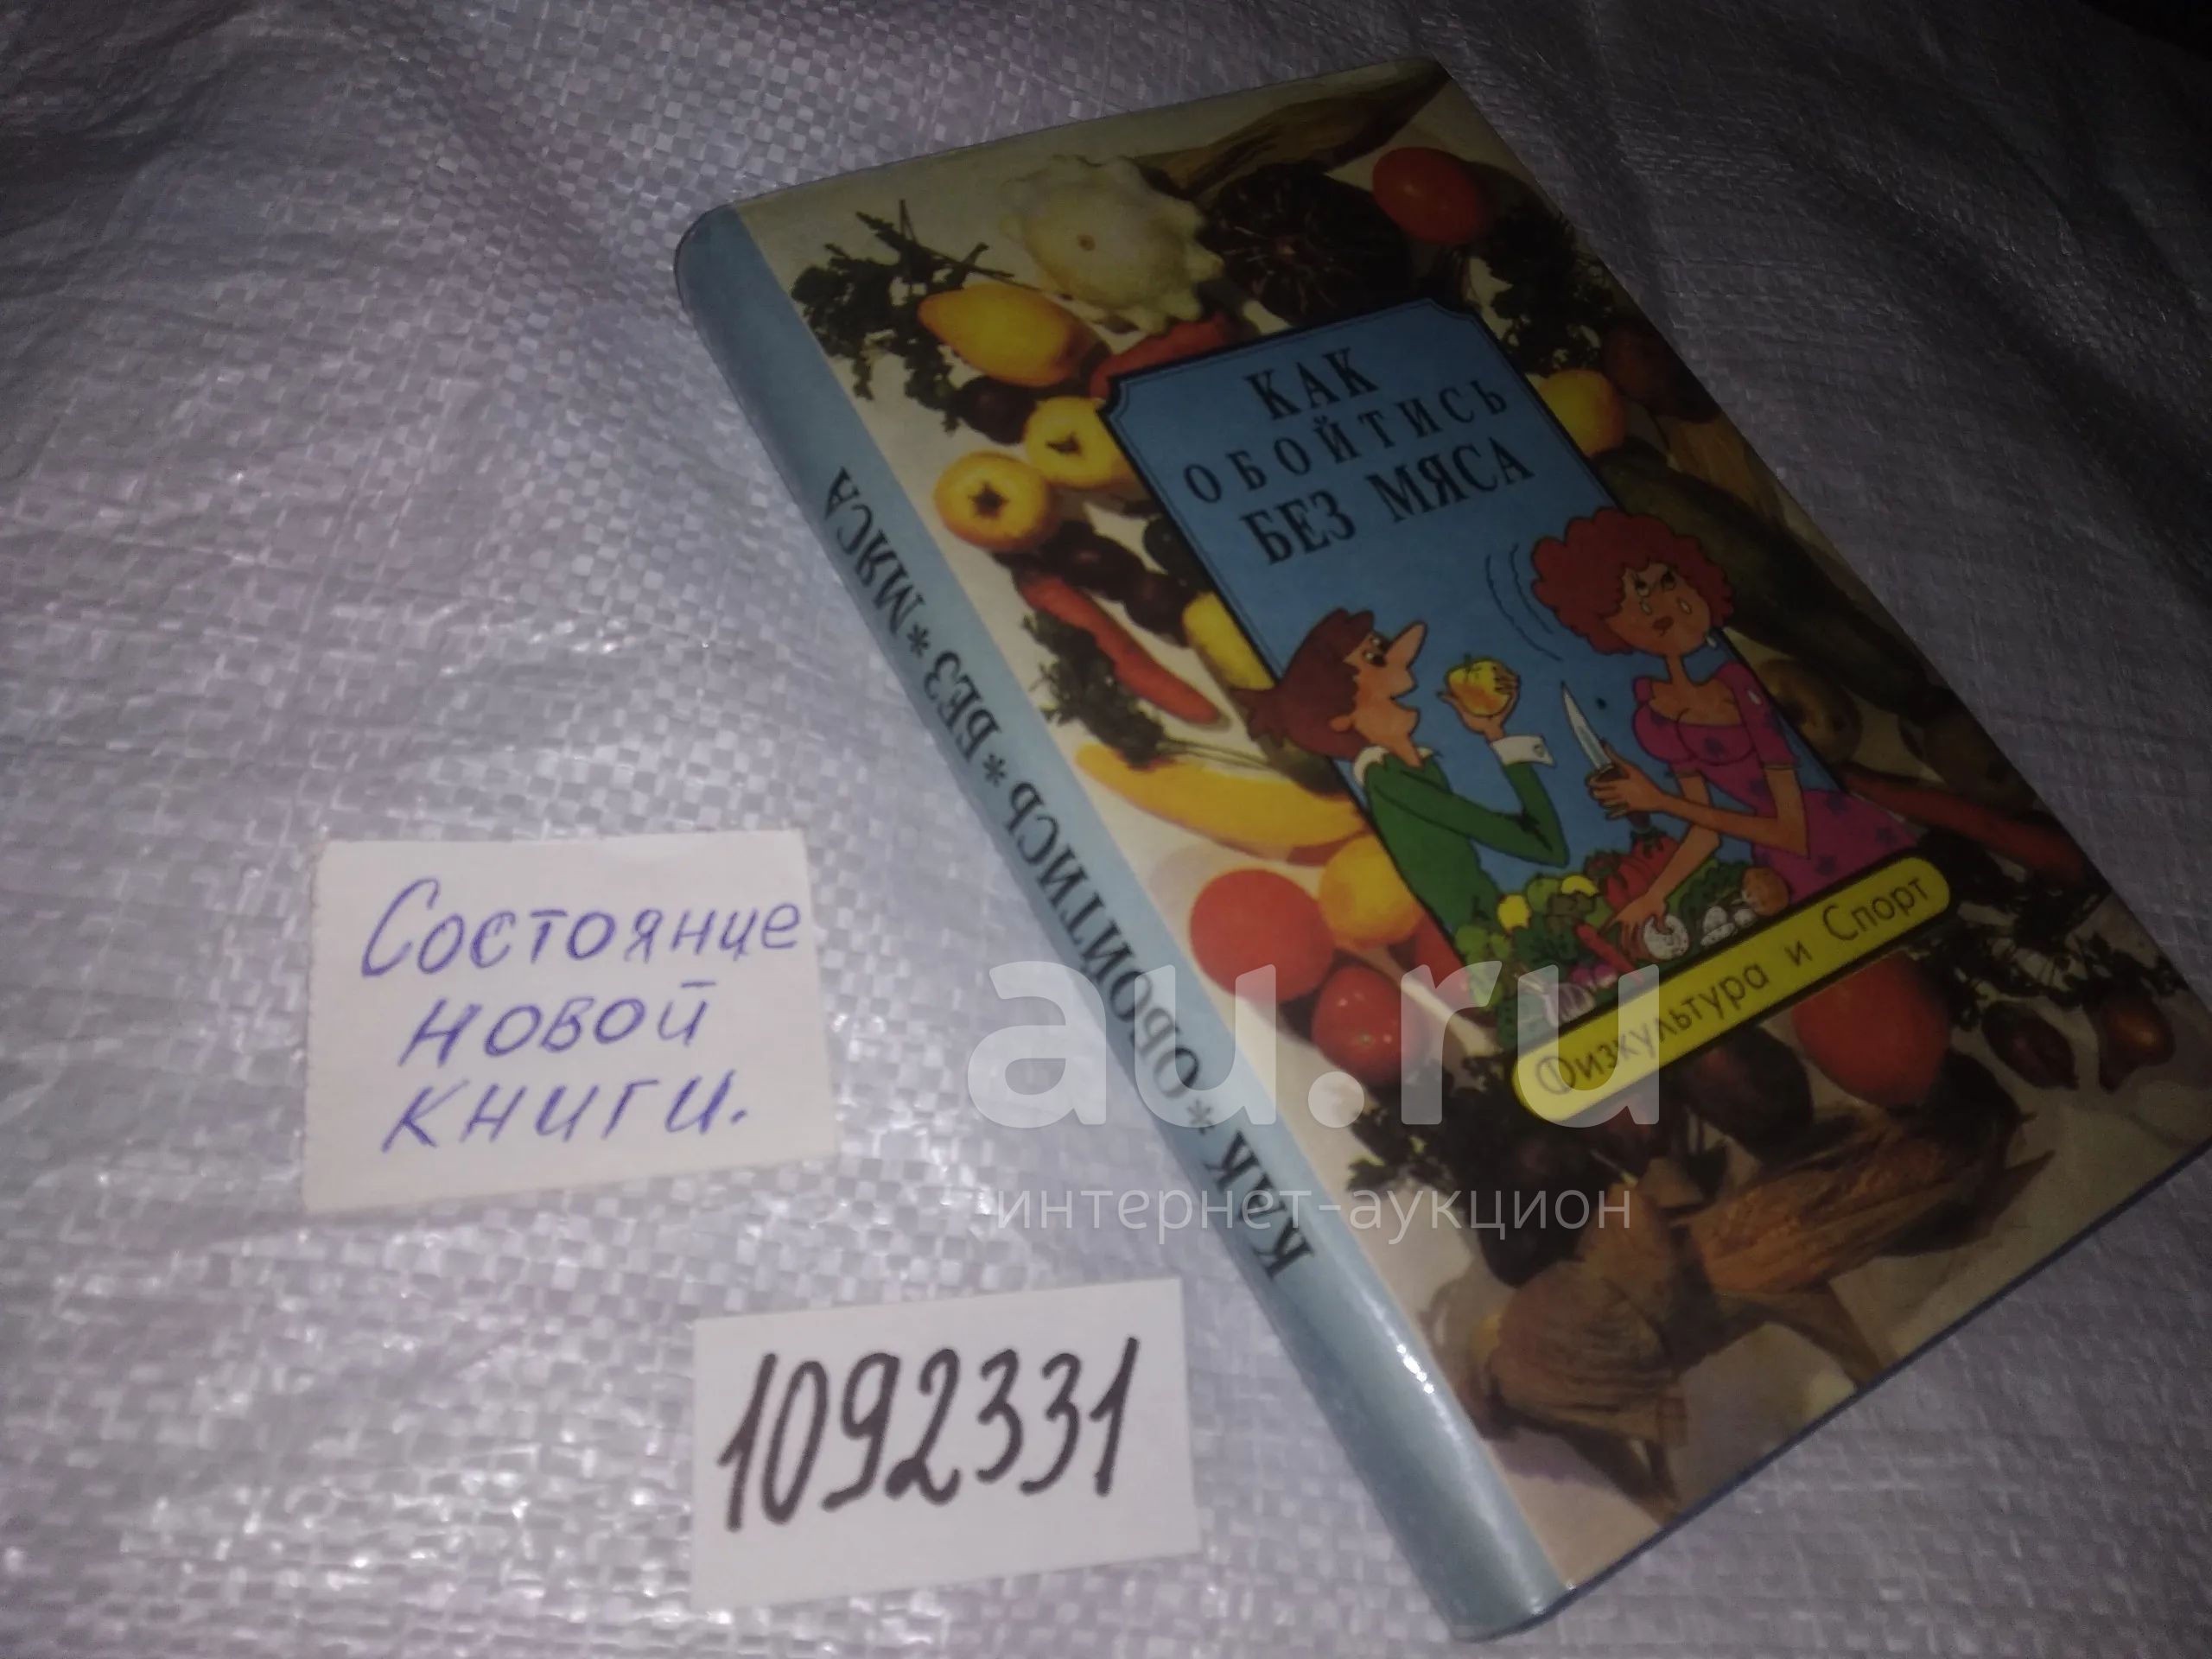 КАК
ОБОЙТИСЬ
БЕЗ МЯСА
Физкультура и Спорт
КАК * ОБОЙТИСЬ * БЕЗ * МЯСА
Состояние
новой
книги.
1092331
au.ru
интернет-аукцион